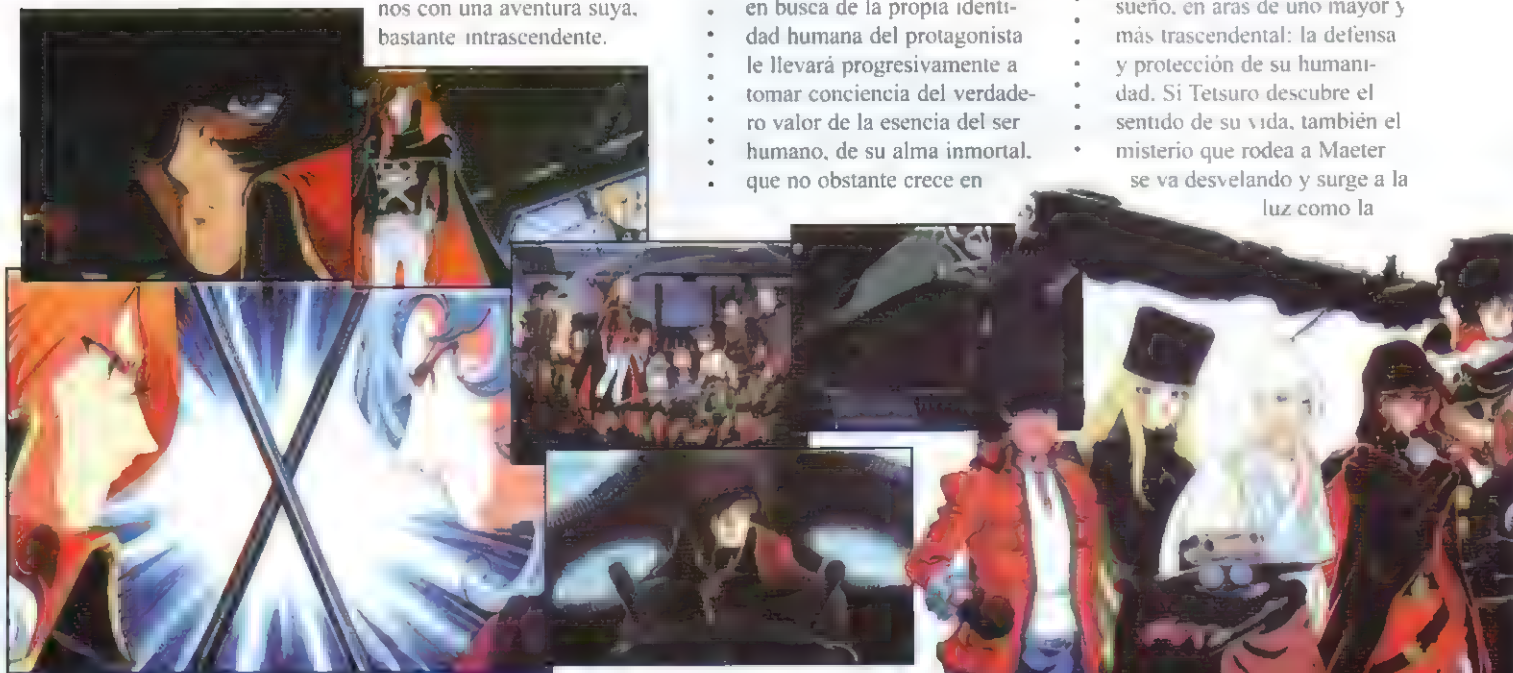 nos con una aventura suya,
bastante intrascendente.
en busca de la propia identi-
dad humana del protagonista
le llevará progresivamente a
tomar conciencia del verdade-
ro valor de la esencia del ser
humano, de su alma inmortal,
que no obstante crece en
sueño, en aras de uno mayor y
más trascendental: la defensa
y protección de su humani-
dad. Si Tetsuro descubre el
sentido de su vida, también el
misterio que rodea a Maeter
se va desvelando y surge a la
luz como la